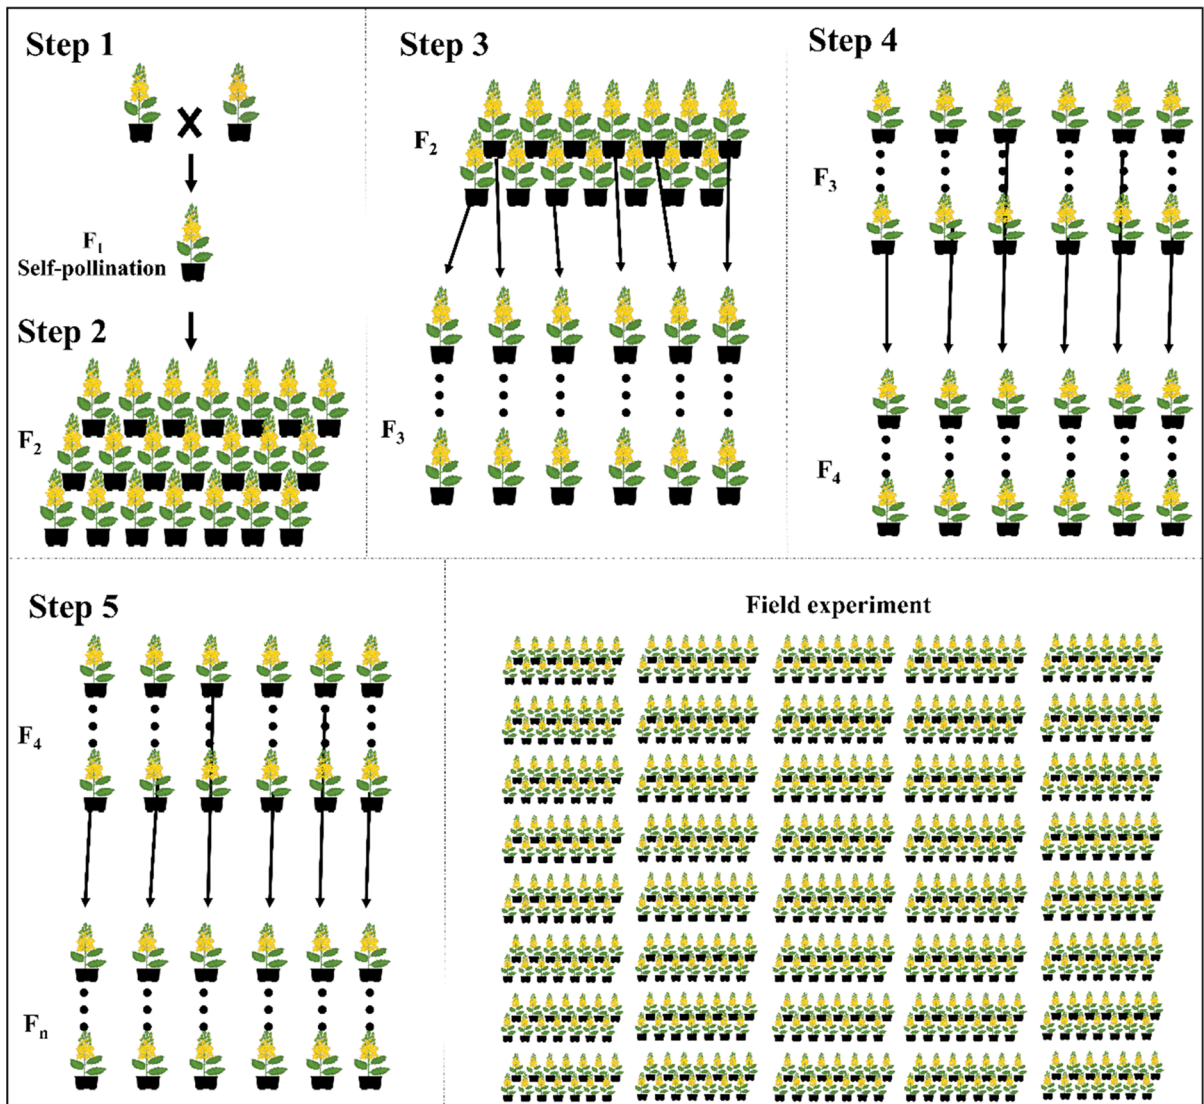 Step 1
F1
Self-pollination
Step 2
F2
Step 3
F2
F3
Step 4
F3
F4
Step 5
F4
Fn
Field experiment